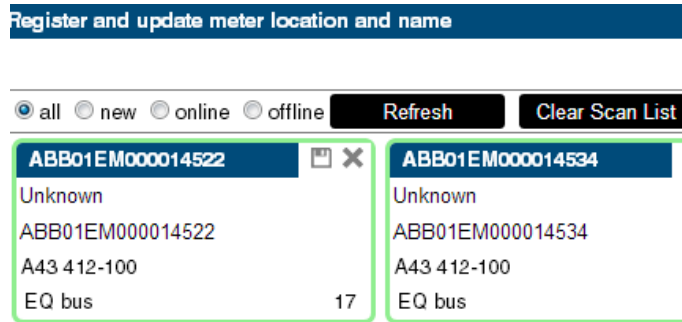 Register and update meter location and name
all new online offline Refresh Clear Scan List
ABB01EM000014522
Unknown
ABB01EM000014522
A43 412-100
EQ bus 17
ABB01EM000014534
Unknown
ABB01EM000014534
A43 412-100
EQ bus